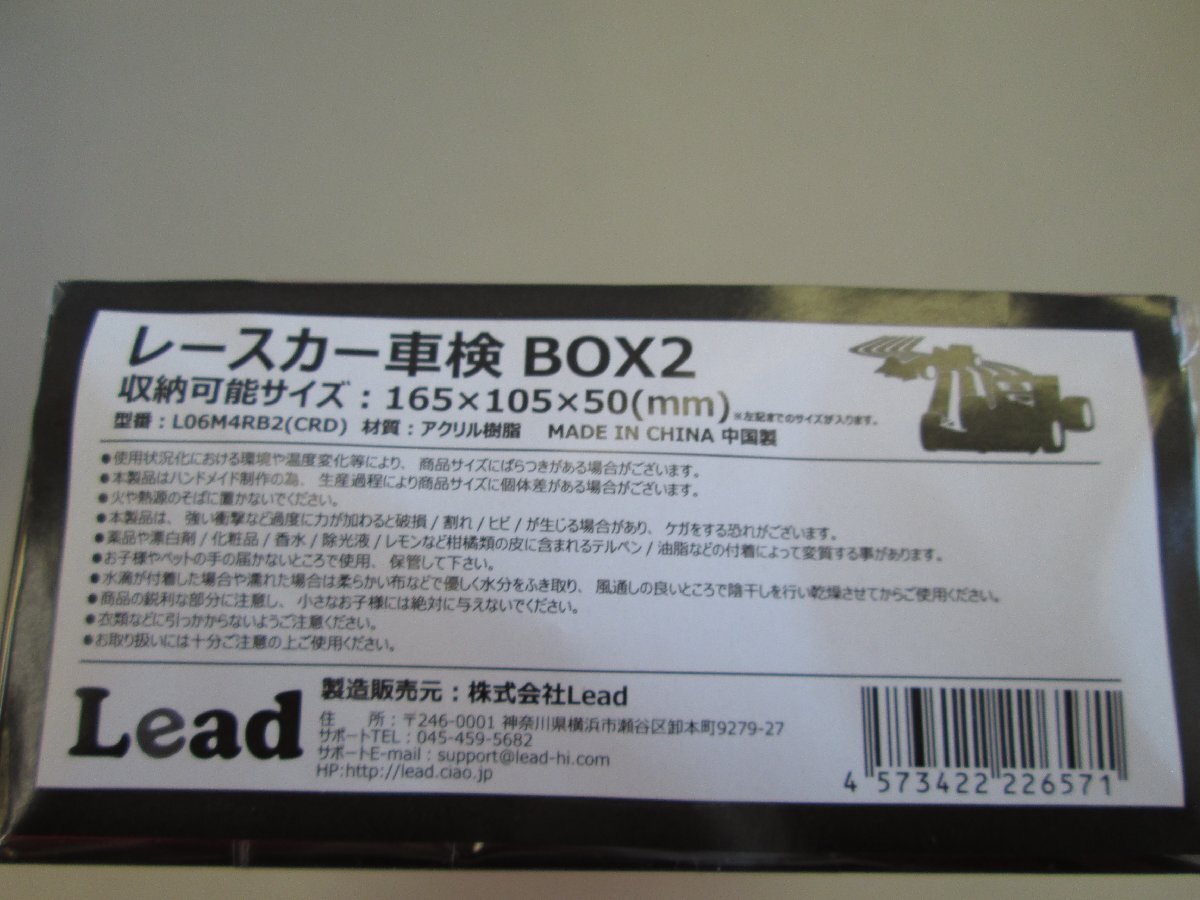 レースカー車検 BOX2
収納可能サイズ：165×105×50(mm) ※左記までのサイズが入ります。
型番：L06M4RB2(CRD) 材質：アクリル樹脂 MADE IN CHINA 中国製
●使用状況化における環境や温度変化等により、商品サイズにばらつきがある場合がございます。
●本製品はハンドメイド制作の為、生産過程により商品サイズに個体差がある場合がございます。
●火や熱源のそばに置かないでください。
●本製品は、強い衝撃など過度に力が加わると破損/割れ/ヒビ/が生じる場合があり、ケガをする恐れがございます。
●薬品や漂白剤/化粧品/香水/除光液/レモンなど柑橘類の皮に含まれるテルペン/油脂などの付着によって変質する事があります。
●お子様やペットの手の届かないところで使用、保管して下さい。
●水滴が付着した場合や濡れた場合は柔らかい布などで優しく水分をふき取り、風通しの良いところで陰干しを行い乾燥させてからご使用ください。
●商品の鋭利な部分に注意し、小さなお子様には絶対に与えないでください。
●衣類などに引っかからないようご注意ください。
●お取り扱いには十分ご注意の上ご使用ください。
Lead
製造販売元：株式会社Lead
住 所：〒246-0001 神奈川県横浜市瀬谷区卸本町9279-27
サポートTEL：045-459-5682
サポートE-mail：support@lead-hi.com
HP:http://lead.ciao.jp
4 573422 226571